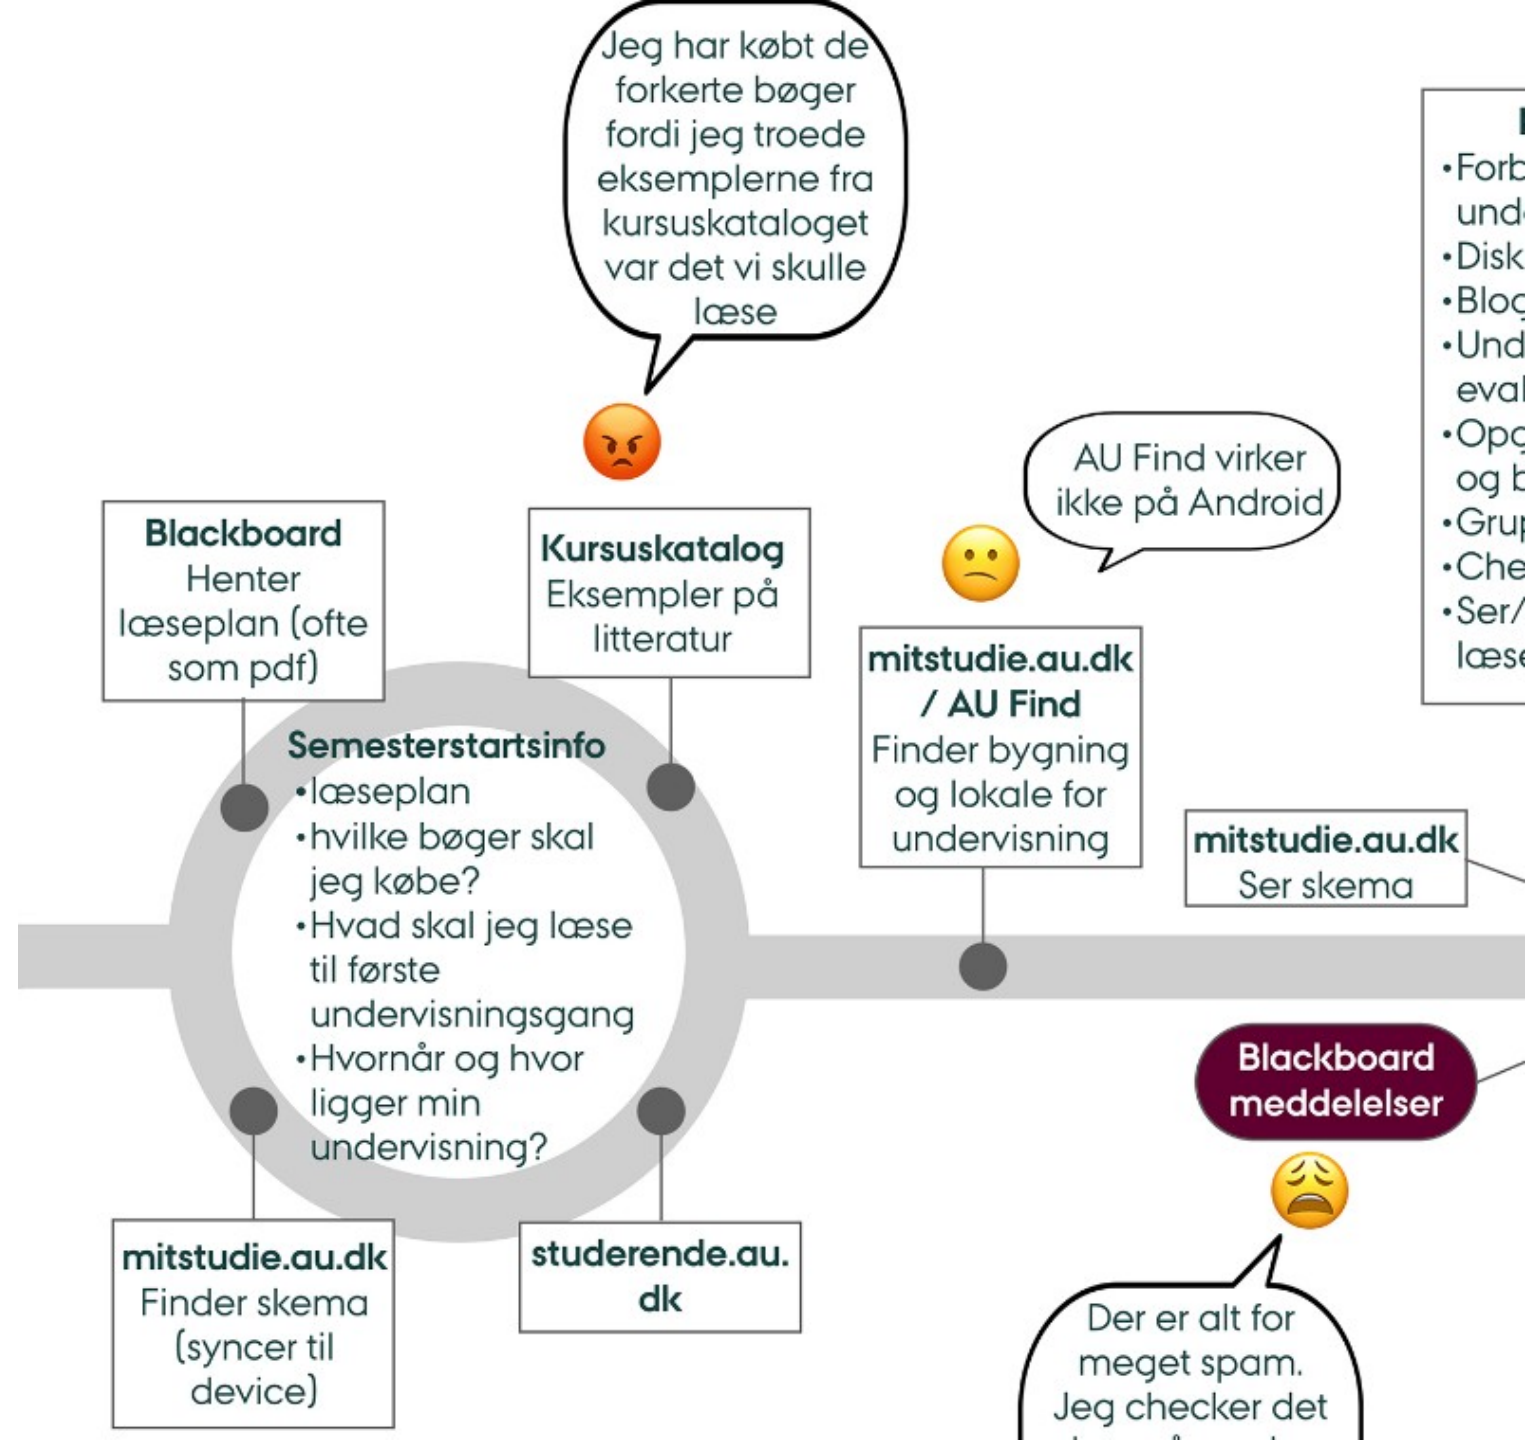 Jeg har købt de
forkerte bøger
fordi jeg troede
eksemplerne fra
kursuskataloget
var det vi skulle
læse
AU Find virker
ikke på Android
Blackboard
Henter
læseplan (ofte
som pdf)
Kursuskatalog
Eksempler på
litteratur
mitstudie.au.dk
/ AU Find
Finder bygning
og lokale for
undervisning
mitstudie.au.dk
Ser skema
Semesterstartsinfo
•læseplan
•hvilke bøger skal
jeg købe?
•Hvad skal jeg læse
til første
undervisningsgang
•Hvornår og hvor
ligger min
undervisning?
mitstudie.au.dk
Finder skema
(syncer til
device)
studerende.au.
dk
Blackboard
meddelelser
Der er alt for
meget spam.
Jeg checker det
og
•Ser/